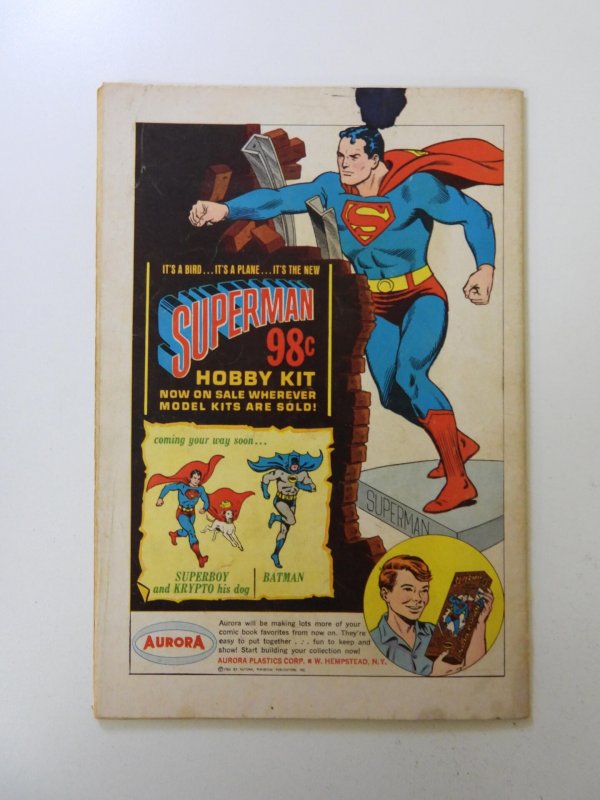 IT'S A BIRD...IT'S A PLANE...IT'S THE NEW
SUPERMAN
98c
HOBBY KIT
NOW ON SALE WHEREVER
MODEL KITS ARE SOLD!
coming your way soon...
SUPERBOY
and KRYPTO his dog
BATMAN
SUPERMAN
AURORA
Aurora will be making lots more of your
comic book favorites from now on. They're
easy to put together . . . fun to keep and
show! Start building your collection now!
AURORA PLASTICS CORP. ■ W. HEMPSTEAD, N.Y.